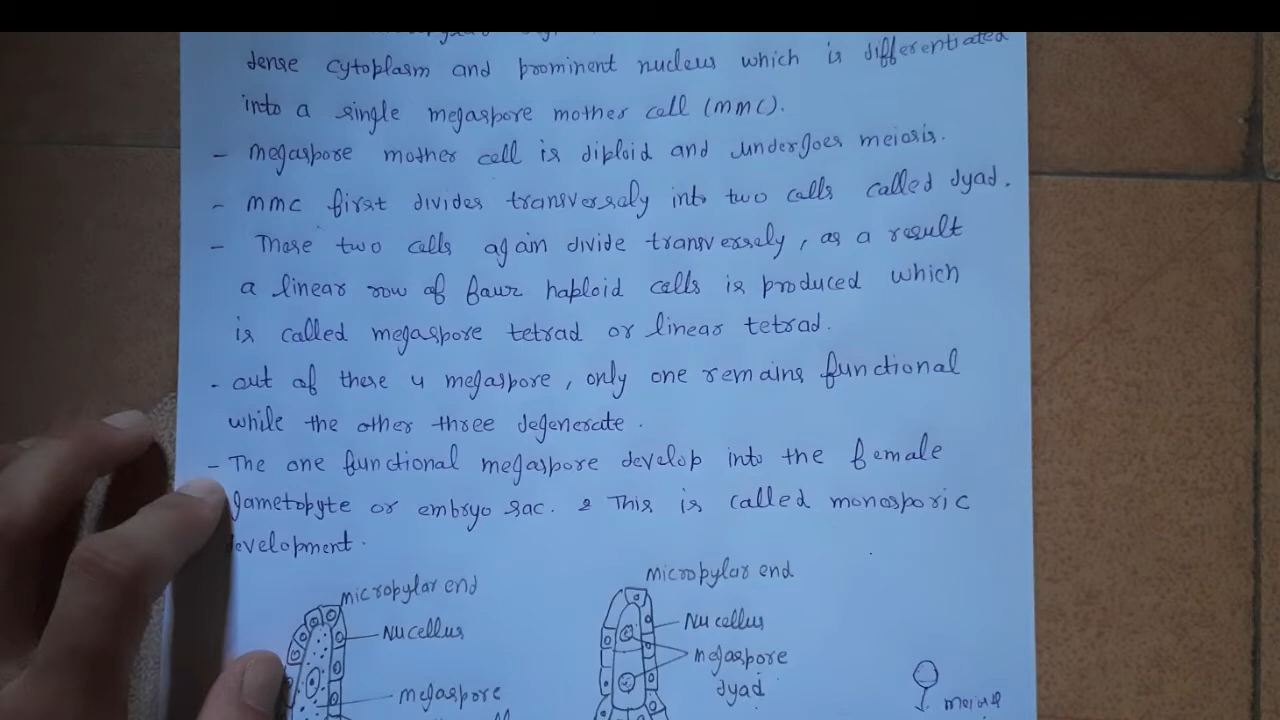 dense cytoplasm and prominent nucleus which is differentiated
into a single megaspore mother cell (mmc).
- megaspore mother cell is diploid and undergoes meiosis.
- mmc first divides transversely into two cells called dyad.
- These two cells again divide transversely, as a result
a linear row of four haploid cells is produced which
is called megaspore tetrad or linear tetrad.
- out of these 4 megaspore, only one remains functional
while the other three degenerate.
- The one functional megaspore develop into the female
gametopyte or embryo sac. & This is called monosporic
development.
micropylar end
Nucellus
megaspore
micropylar end
Nucellus
megaspore
dyad